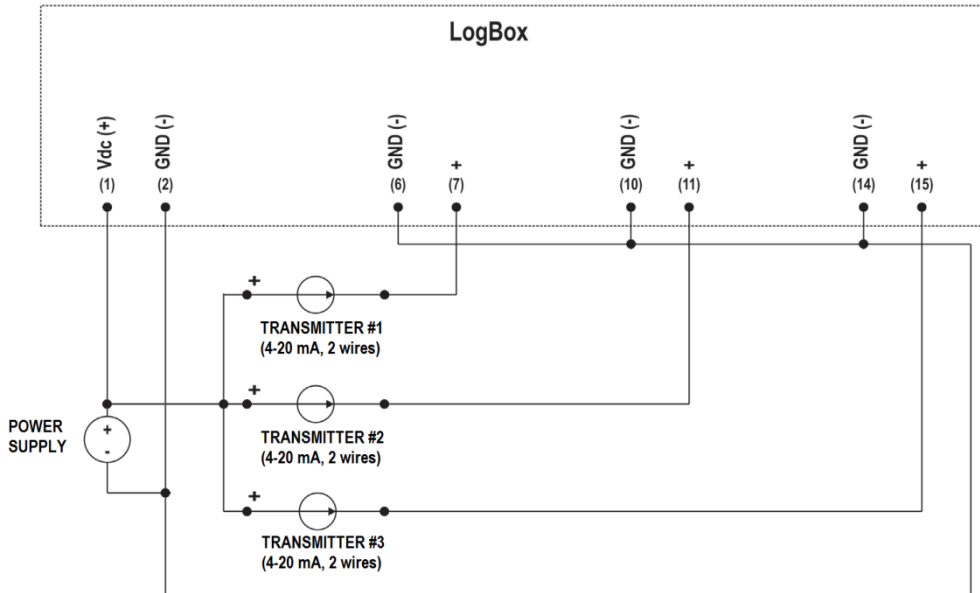 LogBox
Vdc (+)
GND (-)
GND (-)
+
GND (-)
+
GND (-)
+
(1)
(2)
(6)
(7)
(10)
(11)
(14)
(15)
+
TRANSMITTER #1
(4-20 mA, 2 wires)
+
POWER
SUPPLY
+
-
TRANSMITTER #2
(4-20 mA, 2 wires)
+
TRANSMITTER #3
(4-20 mA, 2 wires)